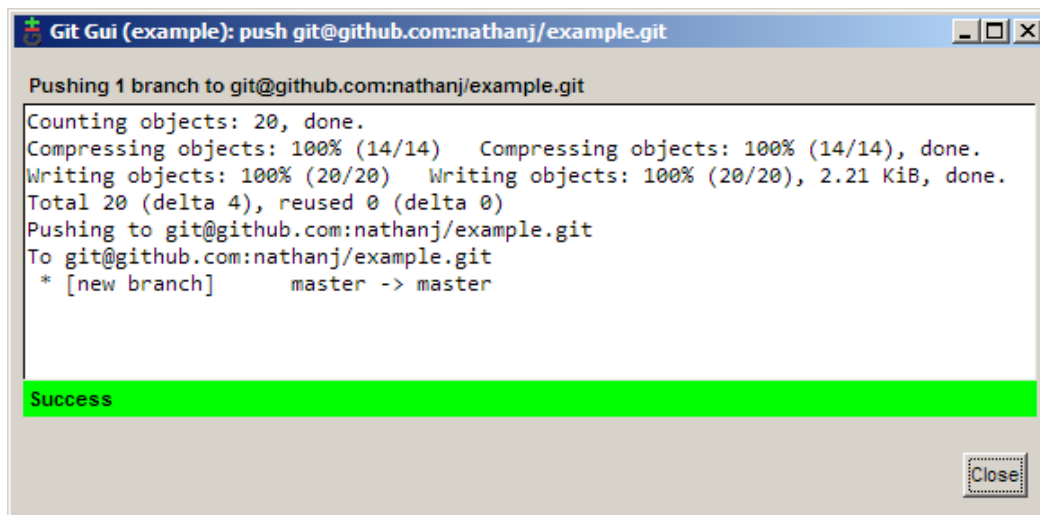 Git Gui (example): push git@github.com:nathanj/example.git
Pushing 1 branch to git@github.com:nathanj/example.git
Counting objects: 20, done.
Compressing objects: 100% (14/14)   Compressing objects: 100% (14/14), done.
Writing objects: 100% (20/20)   Writing objects: 100% (20/20), 2.21 KiB, done.
Total 20 (delta 4), reused 0 (delta 0)
Pushing to git@github.com:nathanj/example.git
To git@github.com:nathanj/example.git
 * [new branch]      master -> master
Success
Close